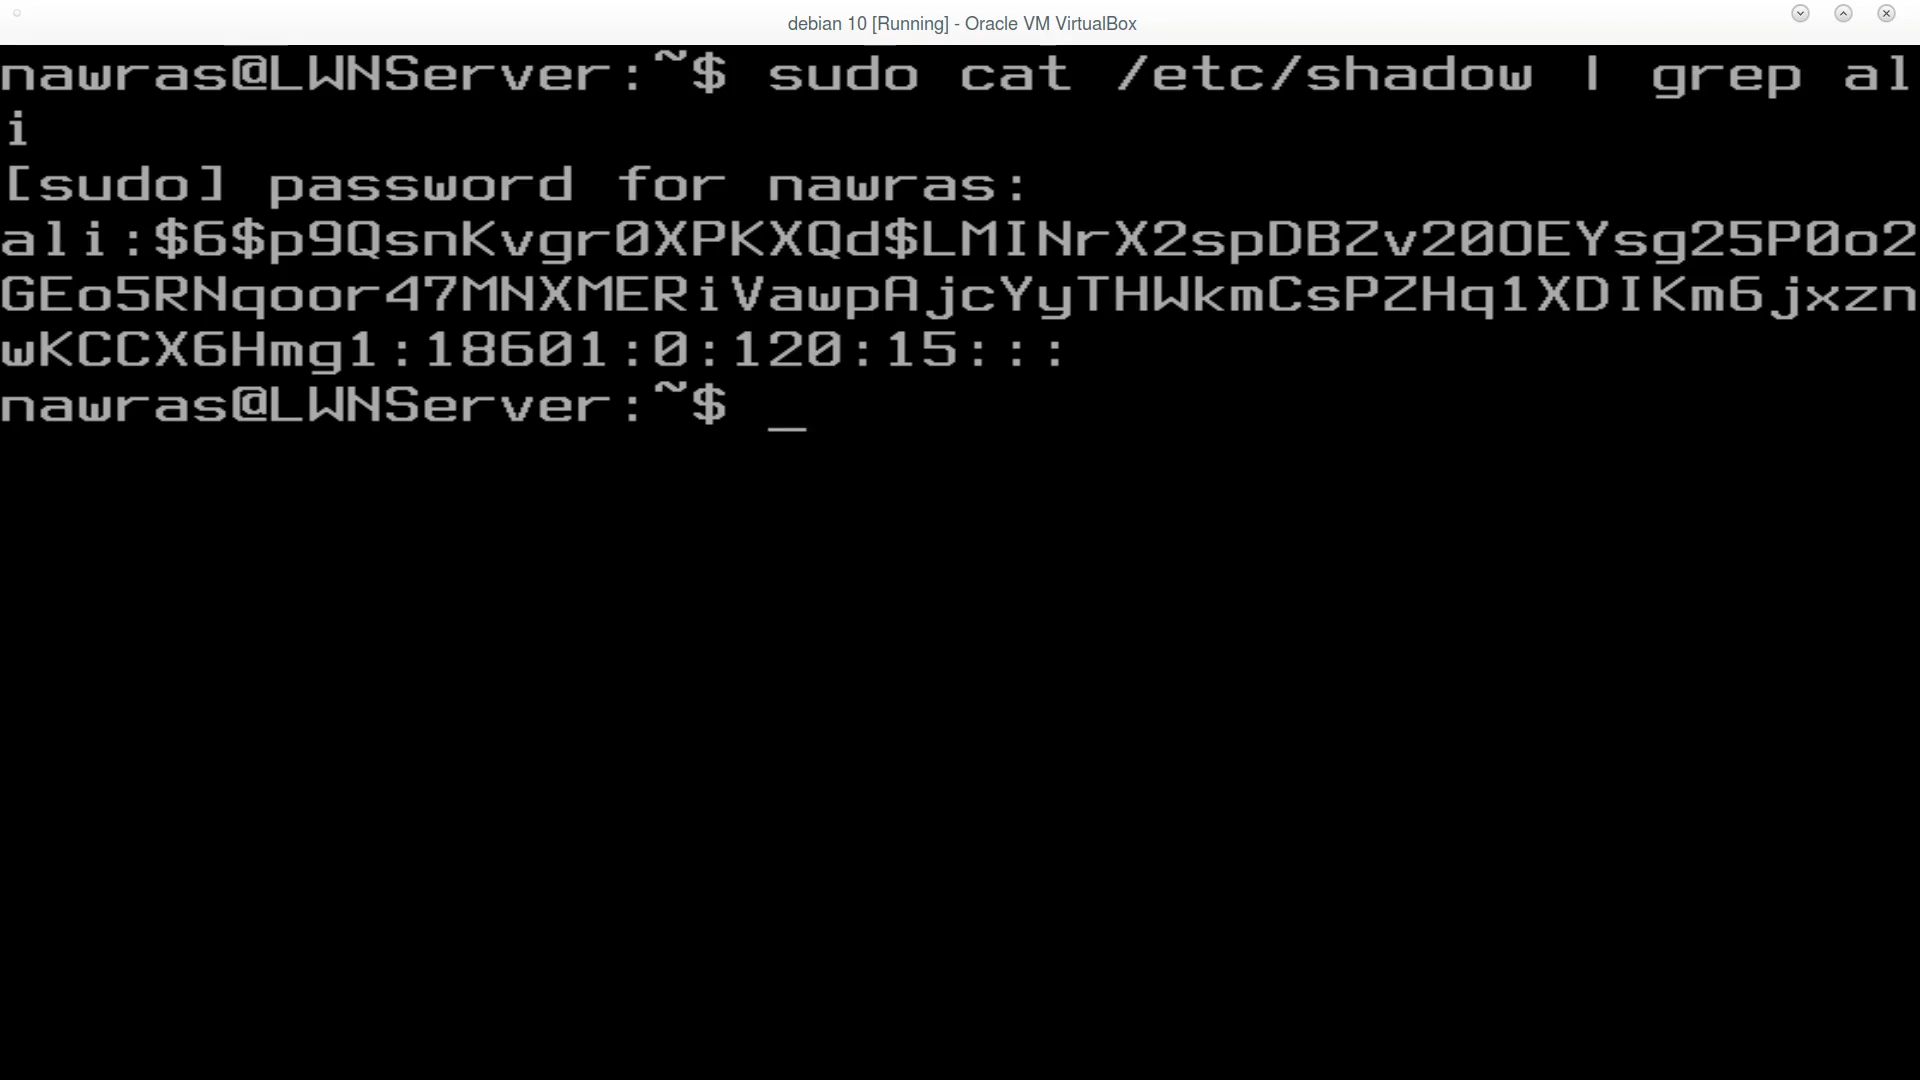 debian 10 [Running] - Oracle VM VirtualBox
nawras@LWNServer:~$ sudo cat /etc/shadow | grep al
i
[sudo] password for nawras:
ali:$6$p9QsnKvgr0XPKXQd$LMINrX2spDBZv20OEYsg25P0o2
GEo5RNqoor47MNXMERiVawpAjcYyTHWkmCsPZHq1XDIKm6jxzn
wKCCX6Hmg1:18601:0:120:15:::
nawras@LWNServer:~$ _